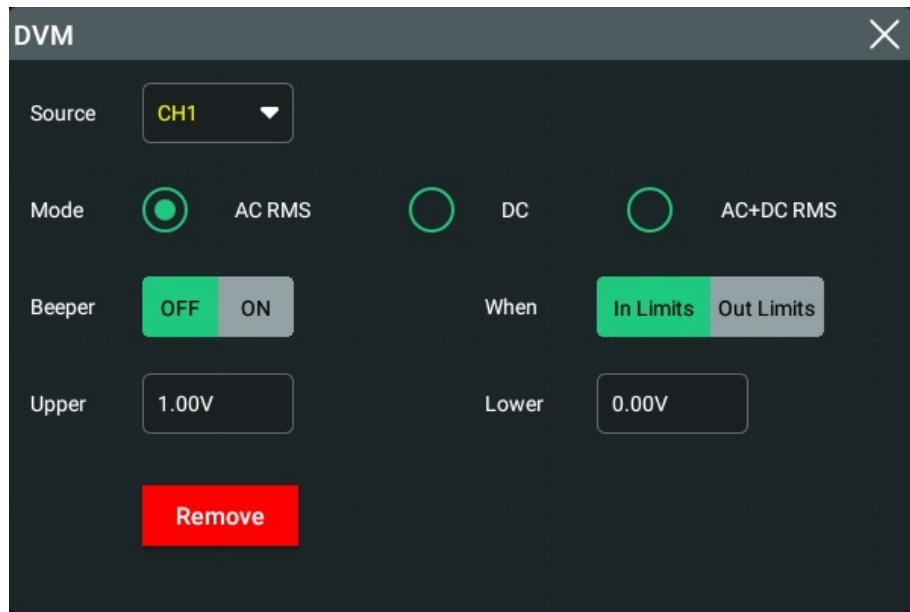 DVM
Source CH1
Mode AC RMS DC AC+DC RMS
Beeper OFF ON When In Limits Out Limits
Upper 1.00V Lower 0.00V
Remove